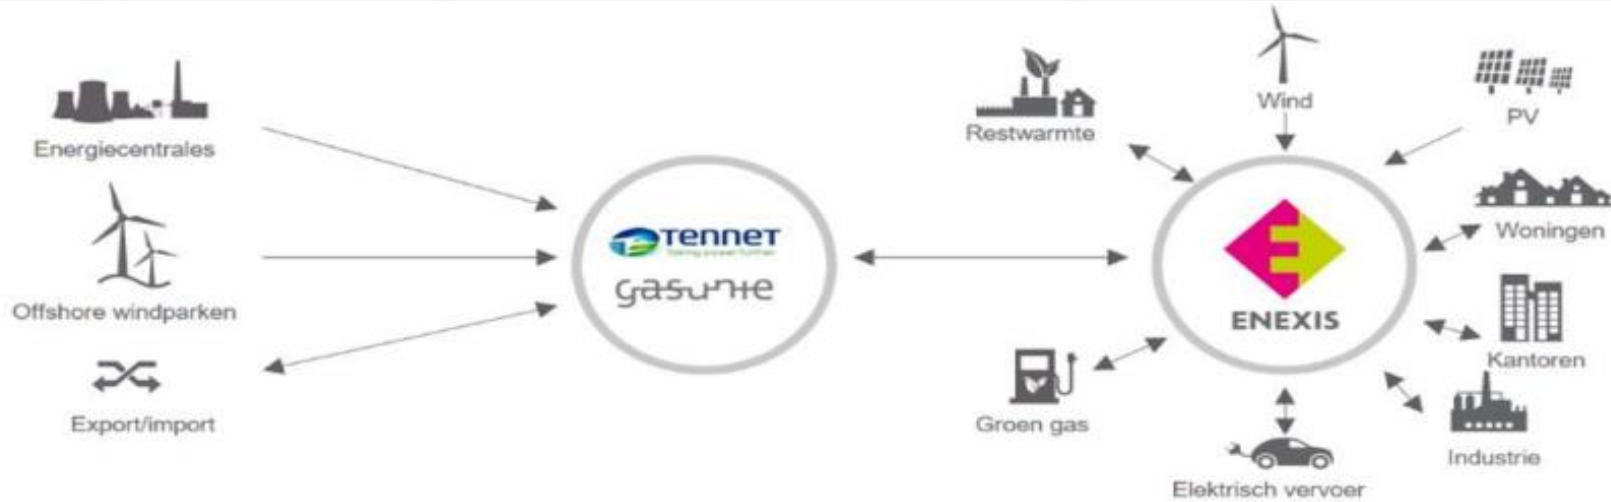 Energiecentrales
Offshore windparken
Export/import
TenneT
Taking power further
gasunie
Restwarmte
Wind
PV
Woningen
ENEXIS
Kantoren
Groen gas
Industrie
Elektrisch vervoer